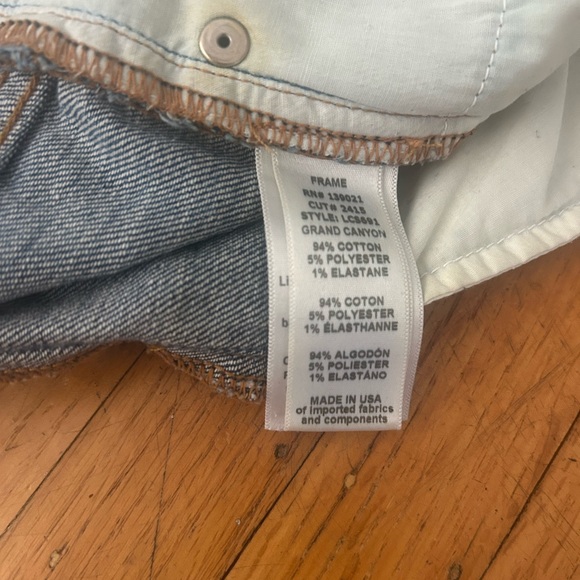 FRAME
RN# 139021
CUT# 2415
STYLE: LCS691
GRAND CANYON
94% COTTON
5% POLYESTER
1% ELASTANE
94% COTON
5% POLYESTER
1% ÉLASTHANNE
94% ALGODÓN
5% POLIESTER
1% ELASTÁNO
MADE IN USA
of imported fabrics
and components